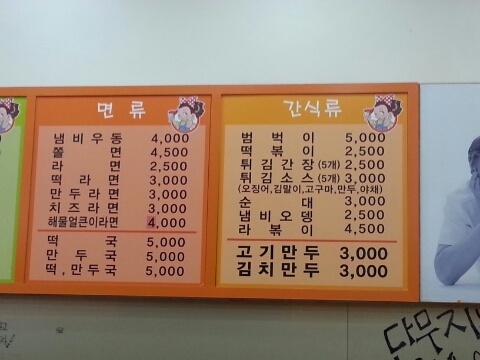 면 류
냄비우동 4,000
쫄 면 4,500
라 면 2,500
떡라면 3,000
만두라면 3,000
치즈라면 3,000
해물얼큰이라면 4,000
떡 국 5,000
만 두 국 5,000
떡,만두국 5,000
간식류
범 벅 이 5,000
떡 볶 이 2,500
튀김간장 (5개) 2,500
튀김소스 (5개) 3,000
(오징어,김말이,고구마,만두,야채)
순 대 3,000
냄비오뎅 2,500
라 볶 이 4,500
고기만두 3,000
김치만두 3,000
단무지